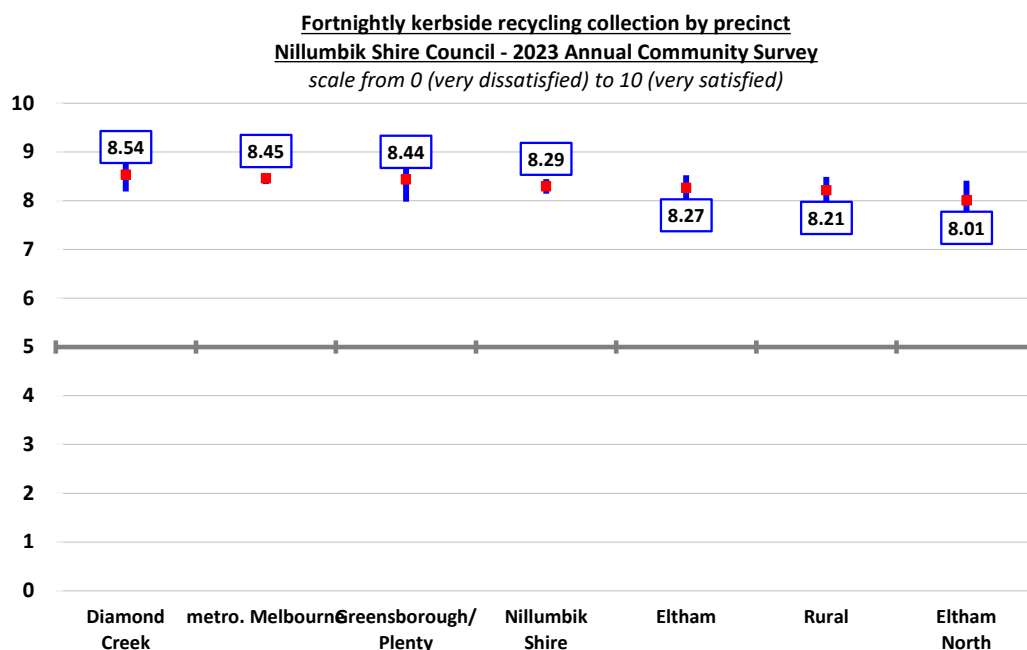 Fortnightly kerbside recycling collection by precinct
Nillumbik Shire Council - 2023 Annual Community Survey
scale from 0 (very dissatisfied) to 10 (very satisfied)
10
9
8
7
6
5
4
3
2
1
0
8.54
8.45
8.44
8.29
8.27
8.21
8.01
Diamond
Creek
metro. Melbourne
Greensborough/
Plenty
Nillumbik
Shire
Eltham
Rural
Eltham
North